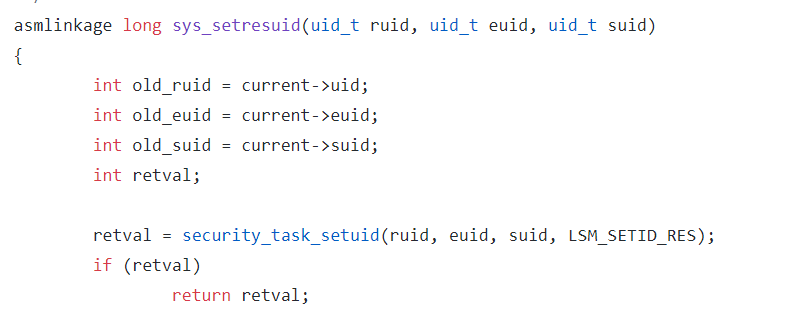 asmlinkage long sys_setresuid(uid_t ruid, uid_t euid, uid_t suid)
{
        int old_ruid = current->uid;
        int old_euid = current->euid;
        int old_suid = current->suid;
        int retval;

        retval = security_task_setuid(ruid, euid, suid, LSM_SETID_RES);
        if (retval)
                return retval;